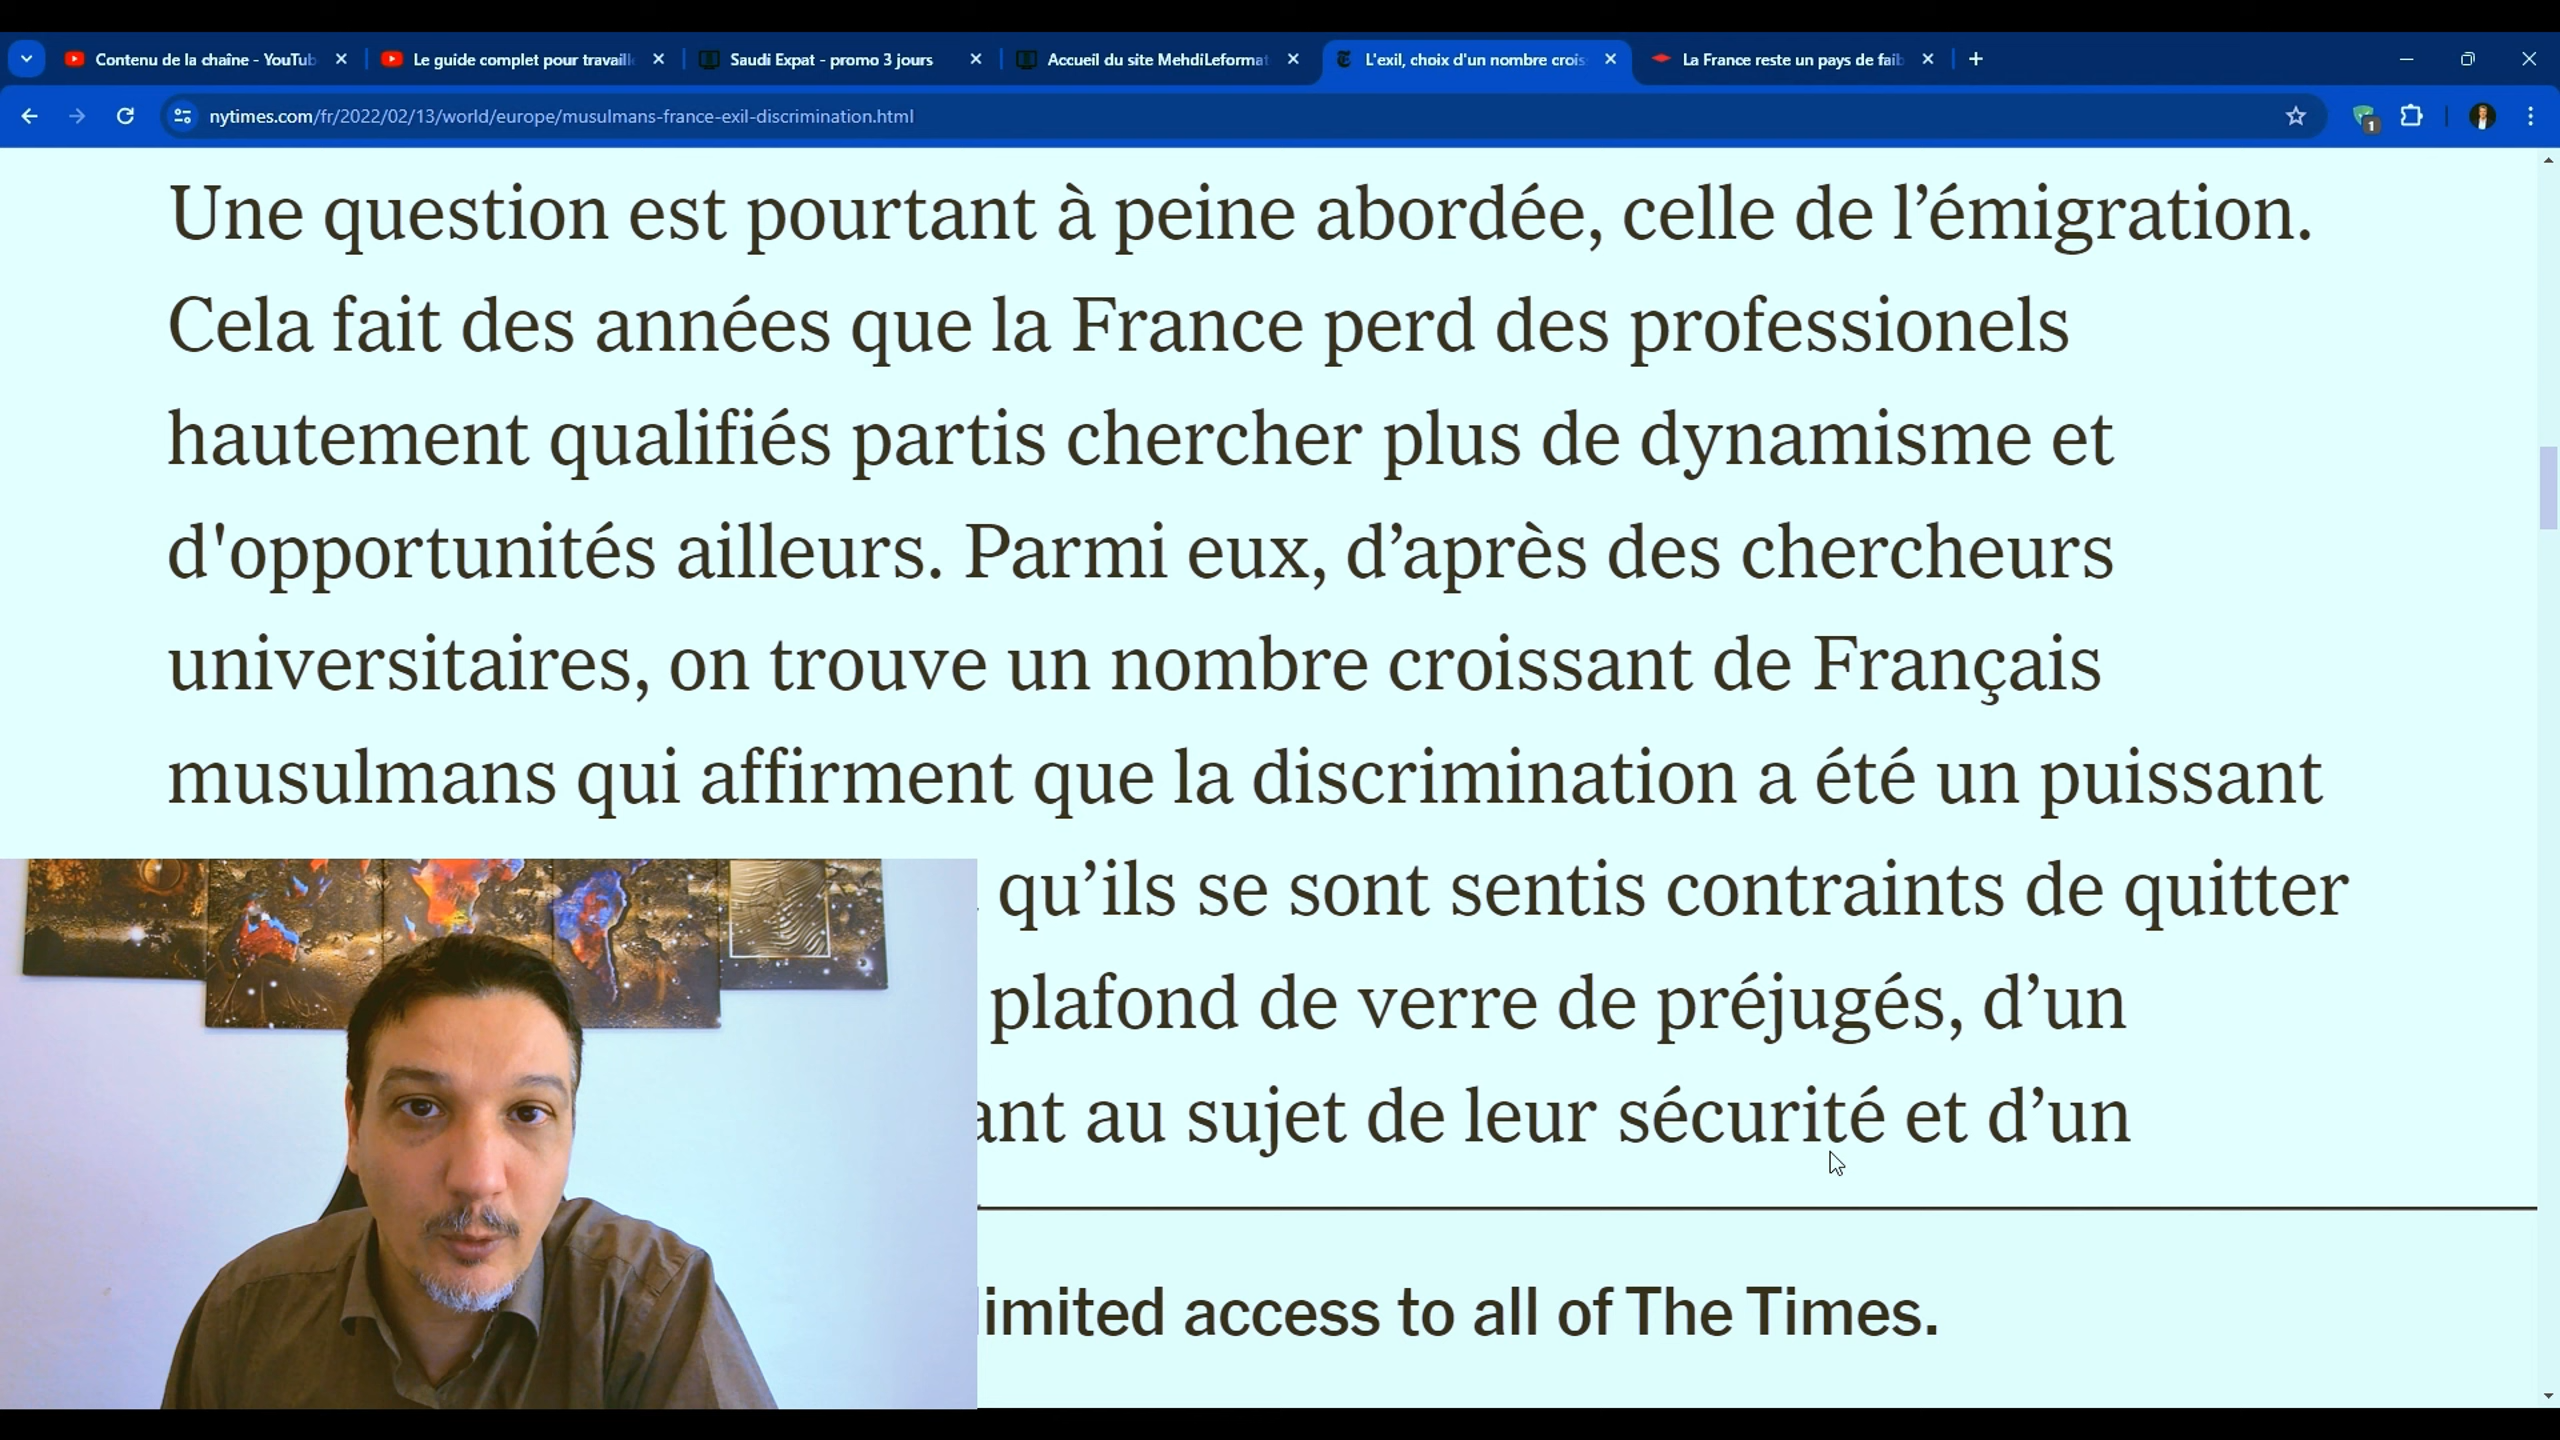 Contenu de la chaîne - YouTub
Le guide complet pour travaill
Saudi Expat - promo 3 jours
Accueil du site MehdiLeformat
L'exil, choix d'un nombre crois
La France reste un pays de faib
nytimes.com/fr/2022/02/13/world/europe/musulmans-france-exil-discrimination.html
1
Une question est pourtant à peine abordée, celle de l’émigration.
Cela fait des années que la France perd des professionels
hautement qualifiés partis chercher plus de dynamisme et
d'opportunités ailleurs. Parmi eux, d’après des chercheurs
universitaires, on trouve un nombre croissant de Français
musulmans qui affirment que la discrimination a été un puissant
qu’ils se sont sentis contraints de quitter
plafond de verre de préjugés, d’un
ant au sujet de leur sécurité et d’un
limited access to all of The Times.